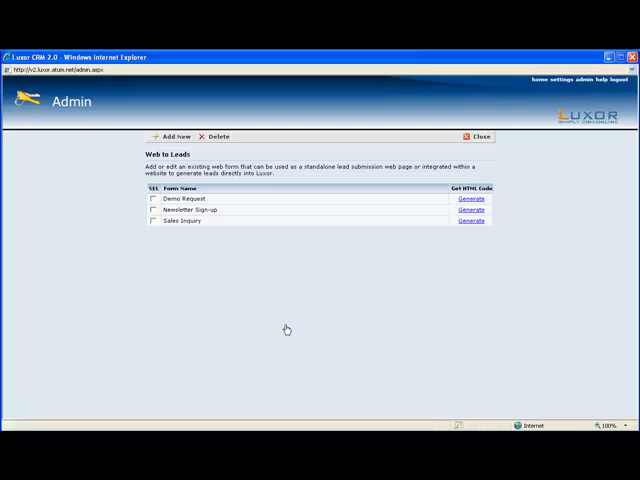 Luxor CRM 2.0 - Windows Internet Explorer
http://v2.luxor.atum.net/admin.aspx
home settings admin help logout
Admin
LUXOR
SIMPLY CRM ONLINE
Add New Delete Close
Web to Leads
Add or edit an existing web form that can be used as a standalone lead submission web page or integrated within a
website to generate leads directly into Luxor.
SEL Form Name Get HTML Code
Demo Request Generate
Newsletter Sign-up Generate
Sales Inquiry Generate
Internet 100%